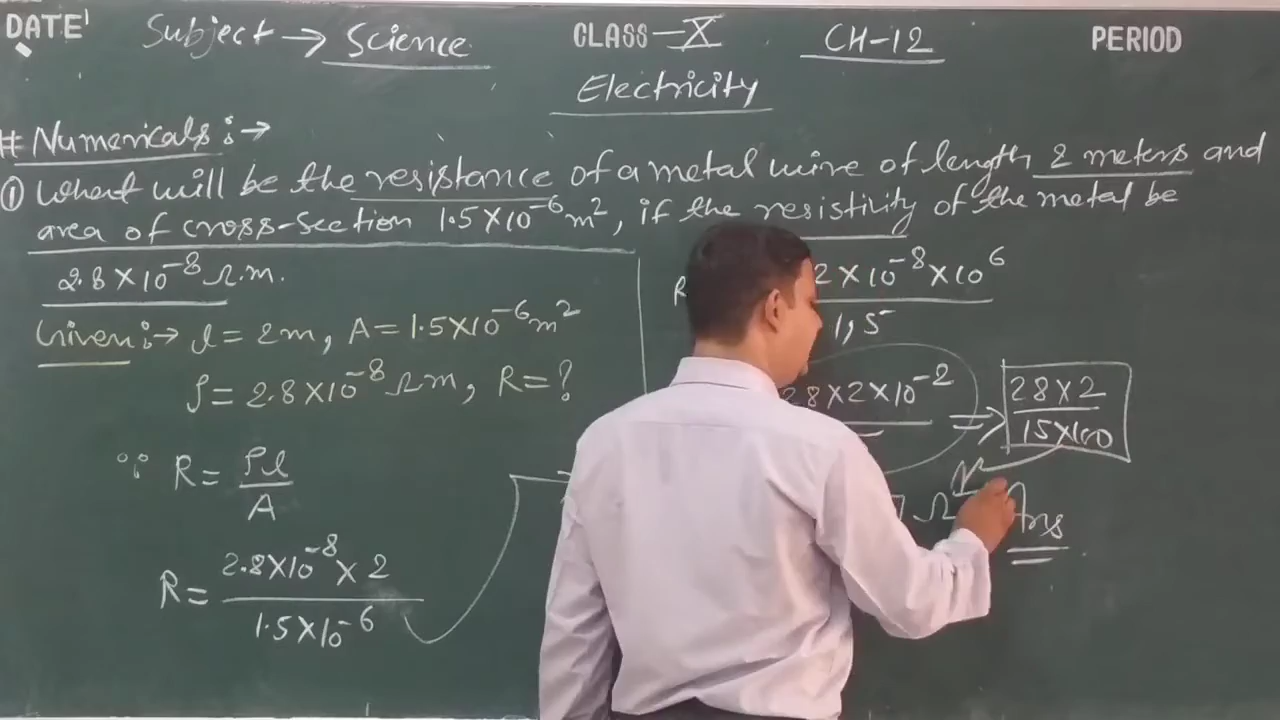 DATE Subject → Science CLASS—X CH-12 PERIOD
Electricity
# Numericals :→
① What will be the resistance of a metal wire of length 2 meters and
area of cross-section 1.5×10⁻⁶ m², if the resistivity of the metal be
2.8×10⁻⁸ Ω.m.
Given :→ l = 2m, A = 1.5×10⁻⁶ m²
ρ = 2.8×10⁻⁸ Ωm, R = ?
∵ R = ρl/A
R = 2.8×10⁻⁸ × 2 / 1.5×10⁻⁶
R 2×10⁻⁸×10⁶ / 1.5
28×2×10⁻² ⇒ 28×2 / 15×100
Ω Ans